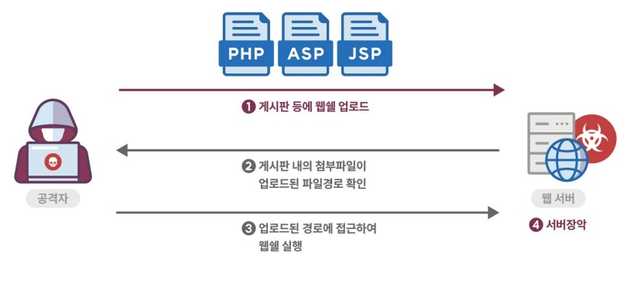 PHP ASP JSP
1 게시판 등에 웹쉘 업로드
2 게시판 내의 첨부파일이
업로드된 파일경로 확인
공격자
웹 서버
3 업로드된 경로에 접근하여
웹쉘 실행
4 서버장악